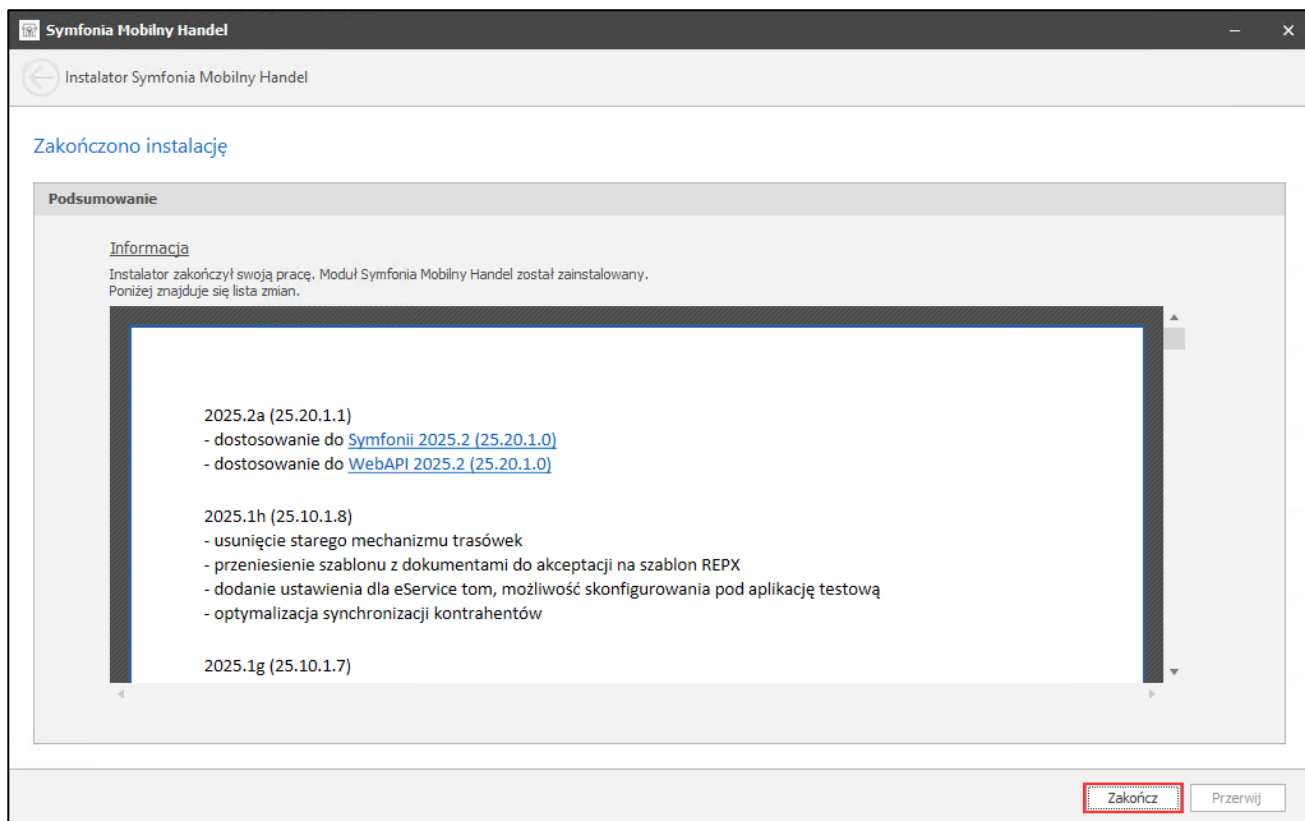 Symfonia Mobilny Handel
Instalator Symfonia Mobilny Handel
Zakończono instalację
Podsumowanie
Informacja
Instalator zakończył swoją pracę. Moduł Symfonia Mobilny Handel został zainstalowany.
Poniżej znajduje się lista zmian.
2025.2a (25.20.1.1)
- dostosowanie do Symfonii 2025.2 (25.20.1.0)
- dostosowanie do WebAPI 2025.2 (25.20.1.0)
2025.1h (25.10.1.8)
- usunięcie starego mechanizmu trasówek
- przeniesienie szablonu z dokumentami do akceptacji na szablon REPX
- dodanie ustawienia dla eService tom, możliwość skonfigurowania pod aplikację testową
- optymalizacja synchronizacji kontrahentów
2025.1g (25.10.1.7)
Zakończ
Przerwij